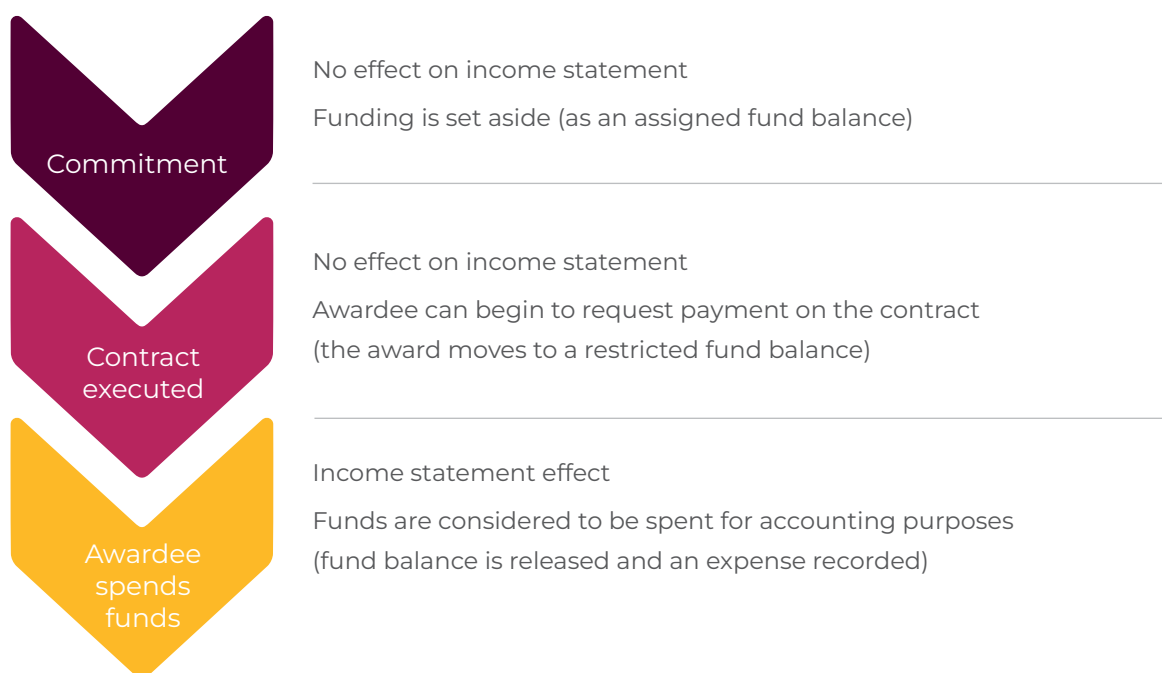 Commitment
No effect on income statement
Funding is set aside (as an assigned fund balance)
Contract
executed
No effect on income statement
Awardee can begin to request payment on the contract
(the award moves to a restricted fund balance)
Awardee
spends
funds
Income statement effect
Funds are considered to be spent for accounting purposes
(fund balance is released and an expense recorded)